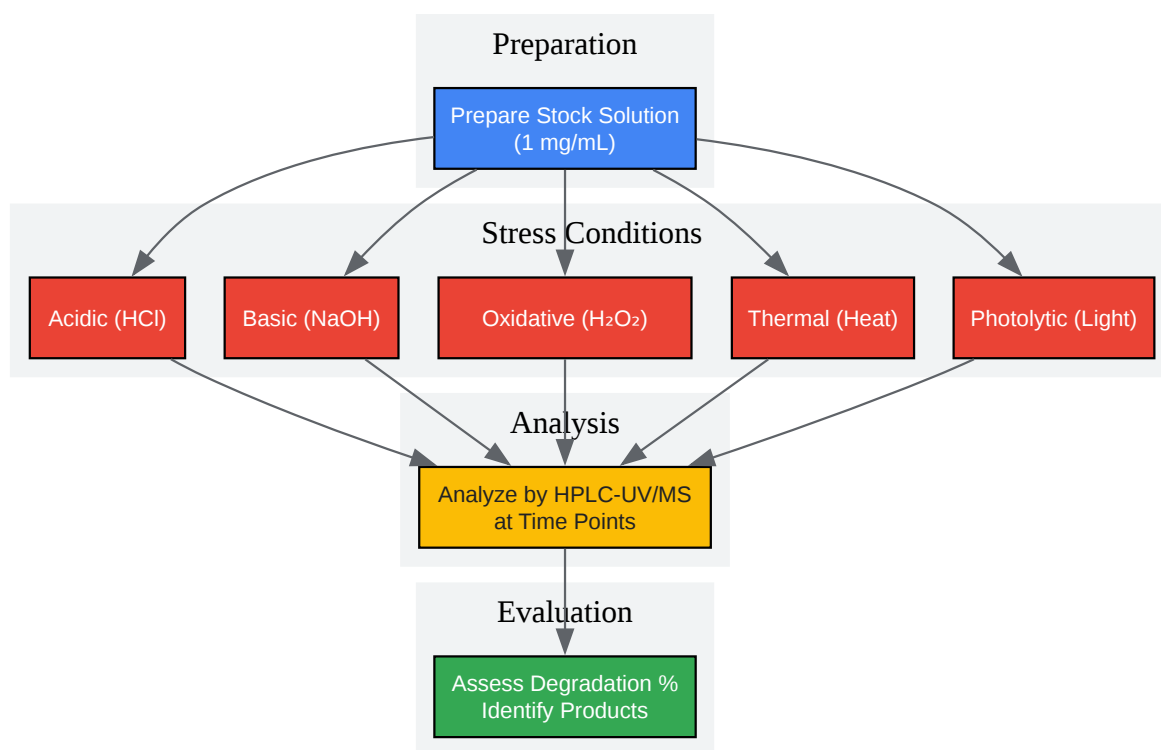 Preparation
Prepare Stock Solution
(1 mg/mL)
Stress Conditions
Acidic (HCl)
Basic (NaOH)
Oxidative (H₂O₂)
Thermal (Heat)
Photolytic (Light)
Analysis
Analyze by HPLC-UV/MS
at Time Points
Evaluation
Assess Degradation %
Identify Products